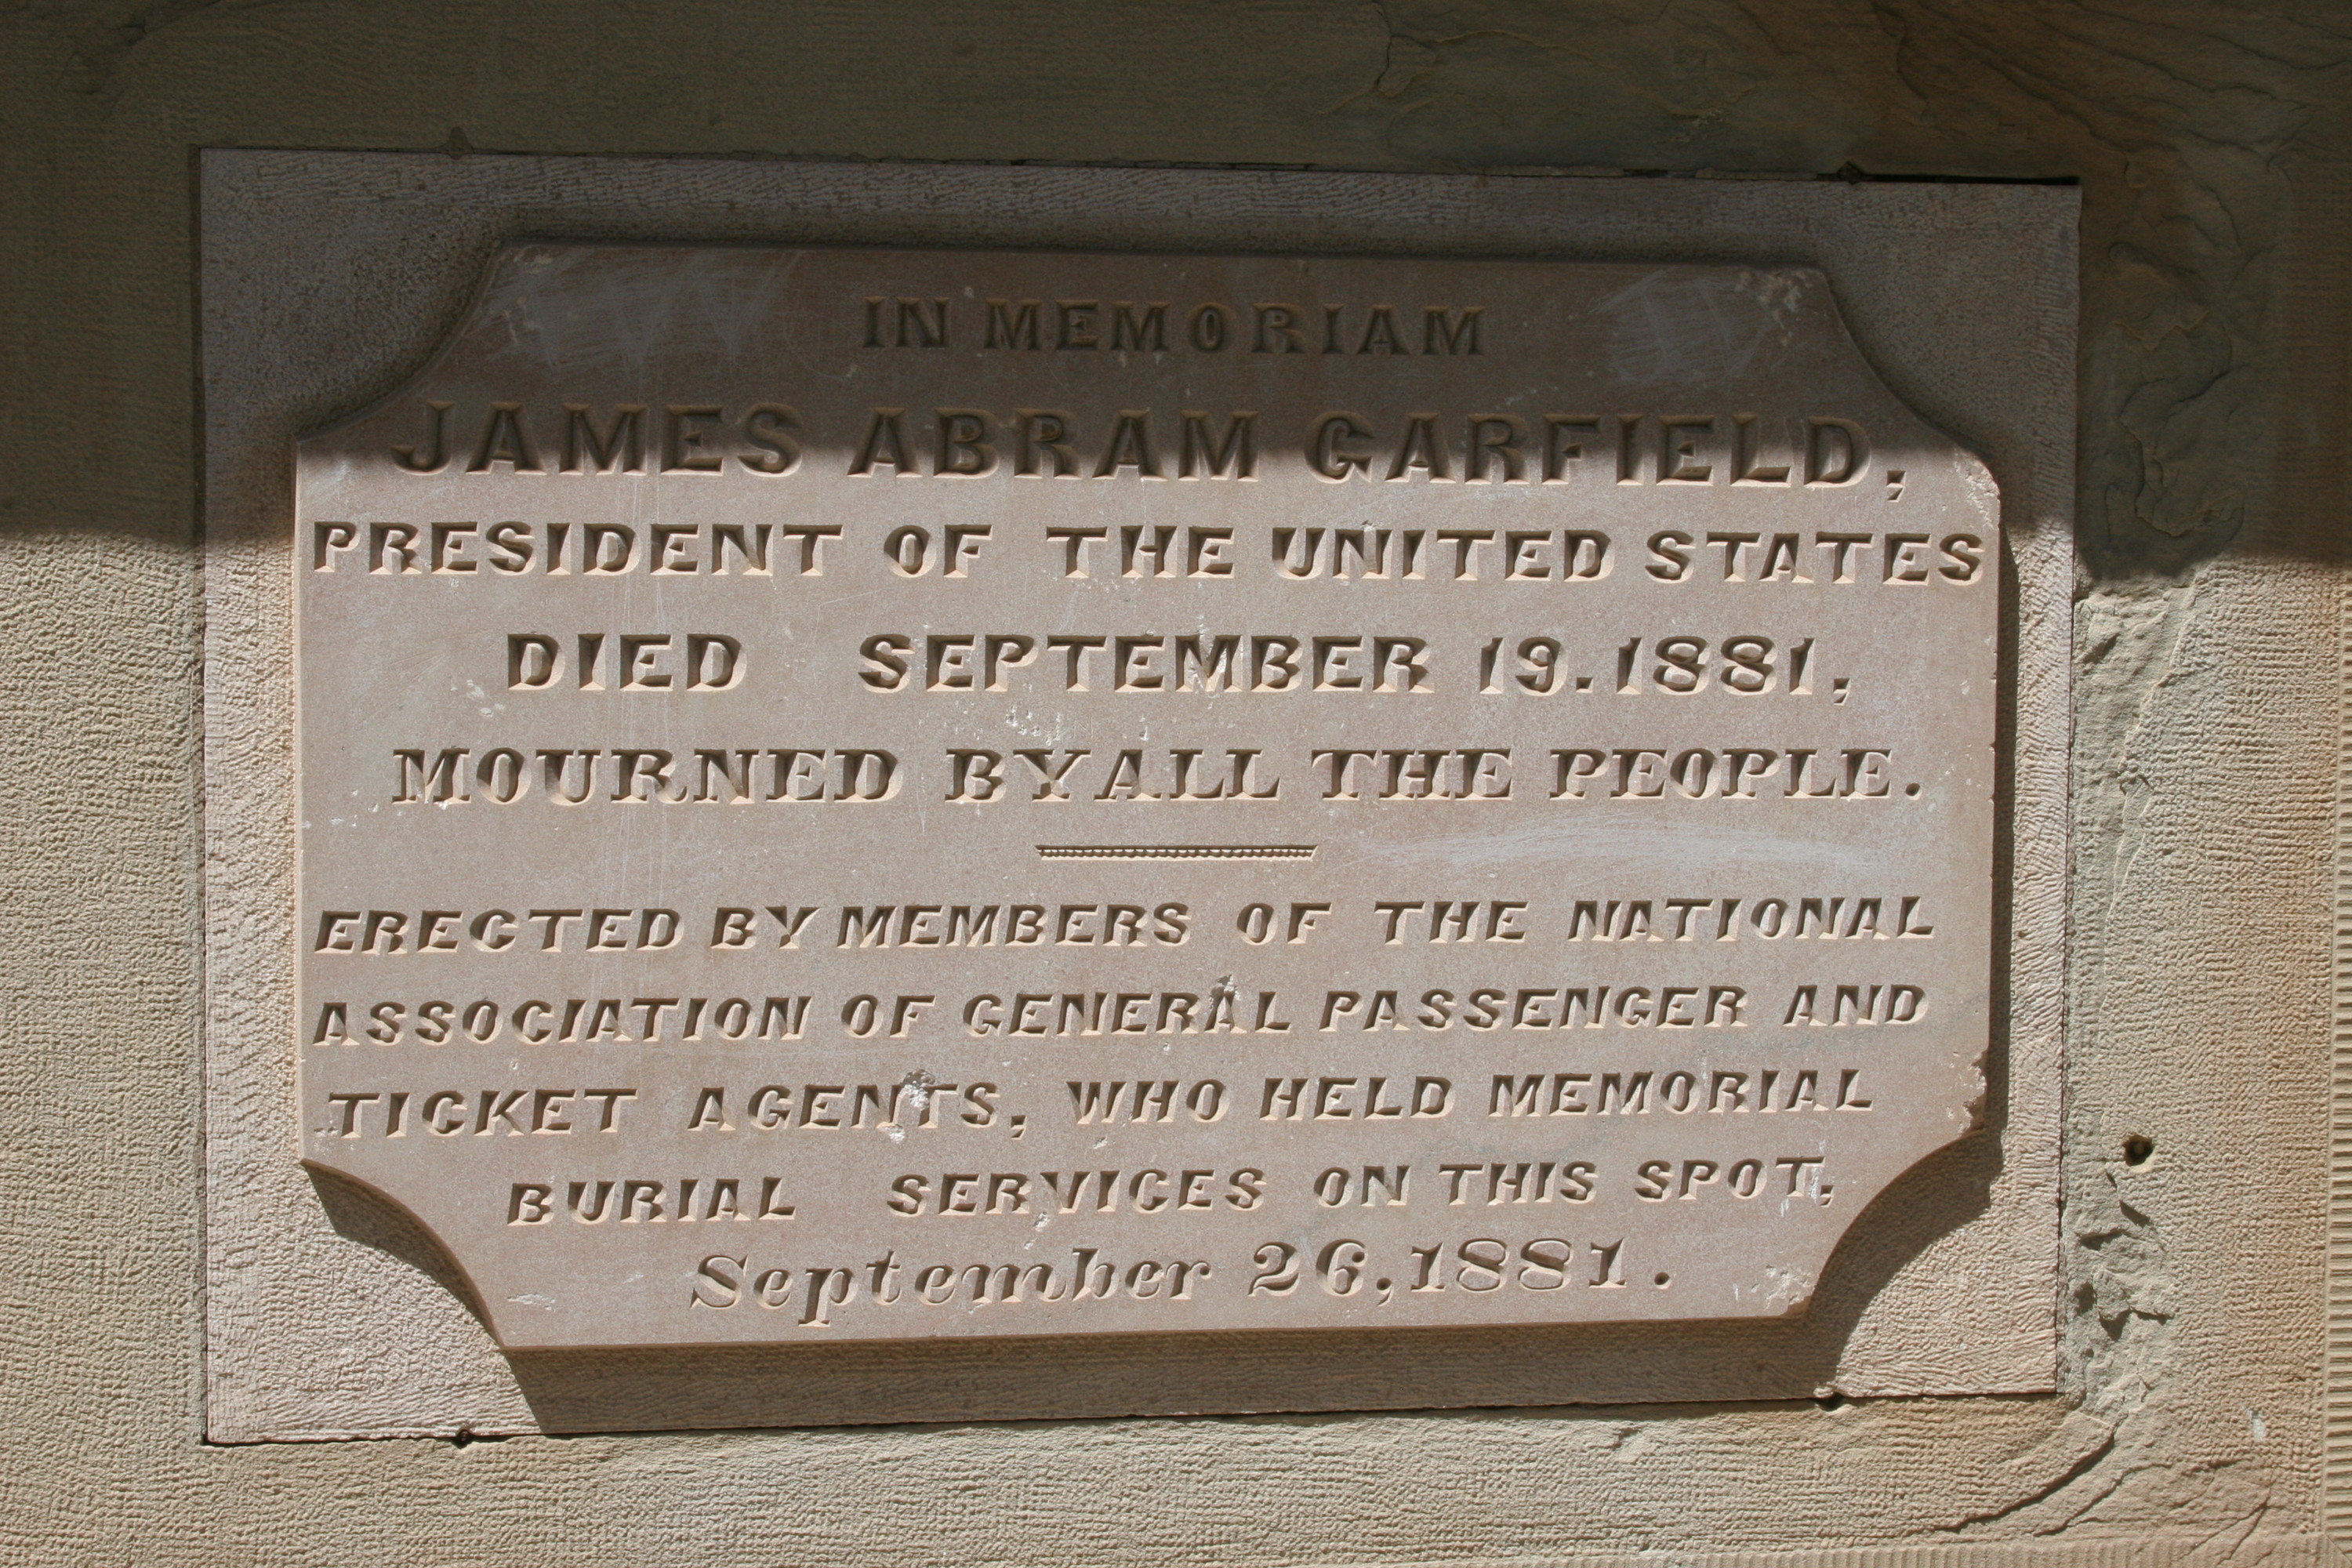 IN MEMORIAM
JAMES ABRAM GARFIELD,
PRESIDENT OF THE UNITED STATES
DIED SEPTEMBER 19.1881,
MOURNED BY ALL THE PEOPLE.
ERECTED BY MEMBERS OF THE NATIONAL
ASSOCIATION OF GENERAL PASSENGER AND
TICKET AGENTS, WHO HELD MEMORIAL
BURIAL SERVICES ON THIS SPOT,
September 26,1881.